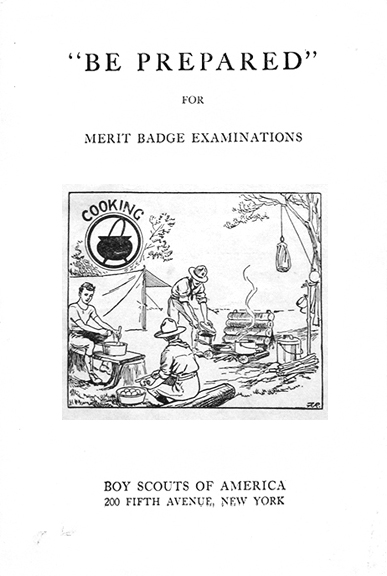 "BE PREPARED"
FOR
MERIT BADGE EXAMINATIONS
COOKING
BOY SCOUTS OF AMERICA
200 FIFTH AVENUE, NEW YORK